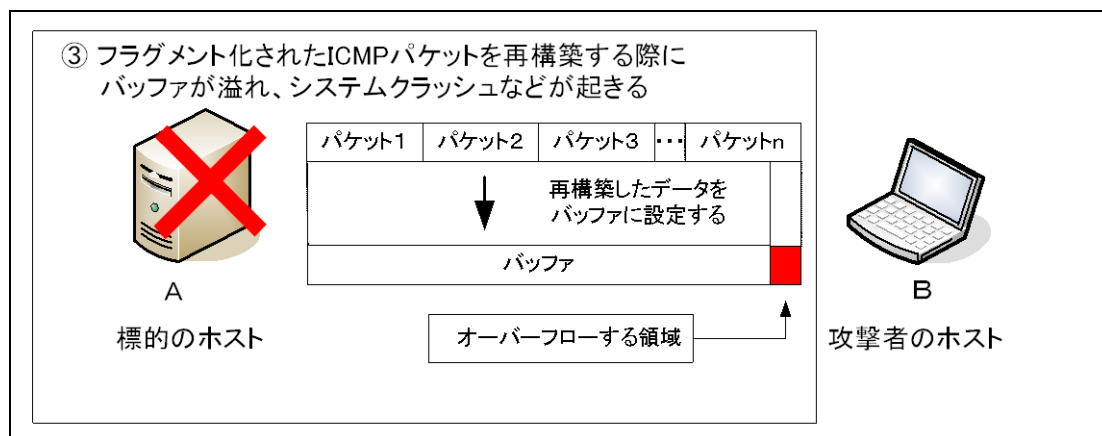 ③ フラグメント化されたICMPパケットを再構築する際に
バッファが溢れ、システムクラッシュなどが起きる
パケット1 パケット2 パケット3 ・・・ パケットn
再構築したデータを
バッファに設定する
バッファ
A
標的のホスト
オーバーフローする領域
B
攻撃者のホスト